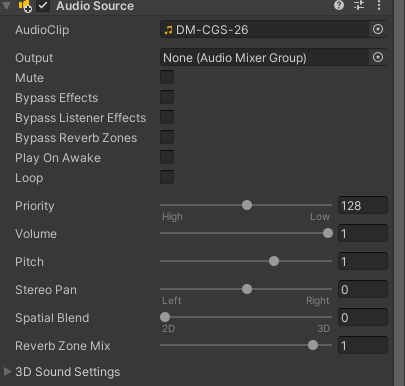 Audio Source
AudioClip DM-CGS-26
Output None (Audio Mixer Group)
Mute
Bypass Effects
Bypass Listener Effects
Bypass Reverb Zones
Play On Awake
Loop
Priority 128
High Low
Volume 1
Pitch 1
Stereo Pan 0
Left Right
Spatial Blend 0
2D 3D
Reverb Zone Mix 1
3D Sound Settings